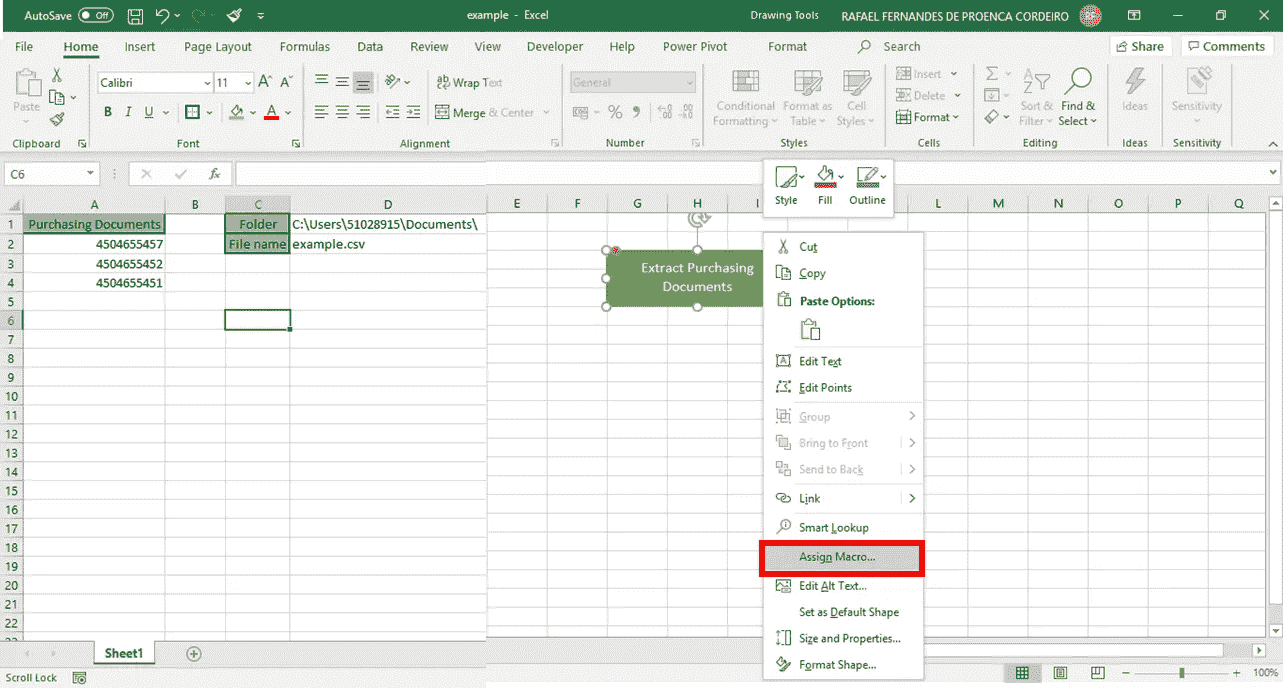 AutoSave Off
example - Excel
Drawing Tools
RAFAEL FERNANDES DE PROENCA CORDEIRO
File Home Insert Page Layout Formulas Data Review View Developer Help Power Pivot Format Search Share Comments
Paste
Clipboard
Calibri 11
B I U
Font
Wrap Text
Merge & Center
Alignment
General
Number
Conditional Formatting
Format as Table
Cell Styles
Styles
Insert
Delete
Format
Cells
Sort & Filter
Find & Select
Editing
Ideas
Ideas
Sensitivity
Sensitivity
C6
fx
Style Fill Outline
A B C D E F G H I L M N O P Q
1 Purchasing Documents Folder C:\Users\51028915\Documents\
2 4504655457 File name example.csv
3 4504655452
4 4504655451
5
6
7
8
9
10
11
12
13
14
15
16
17
18
19
20
21
22
23
Extract Purchasing
Documents
Cut
Copy
Paste Options:
Edit Text
Edit Points
Group
Bring to Front
Send to Back
Link
Smart Lookup
Assign Macro...
Edit Alt Text...
Set as Default Shape
Size and Properties...
Format Shape...
Sheet1
Scroll Lock
100%